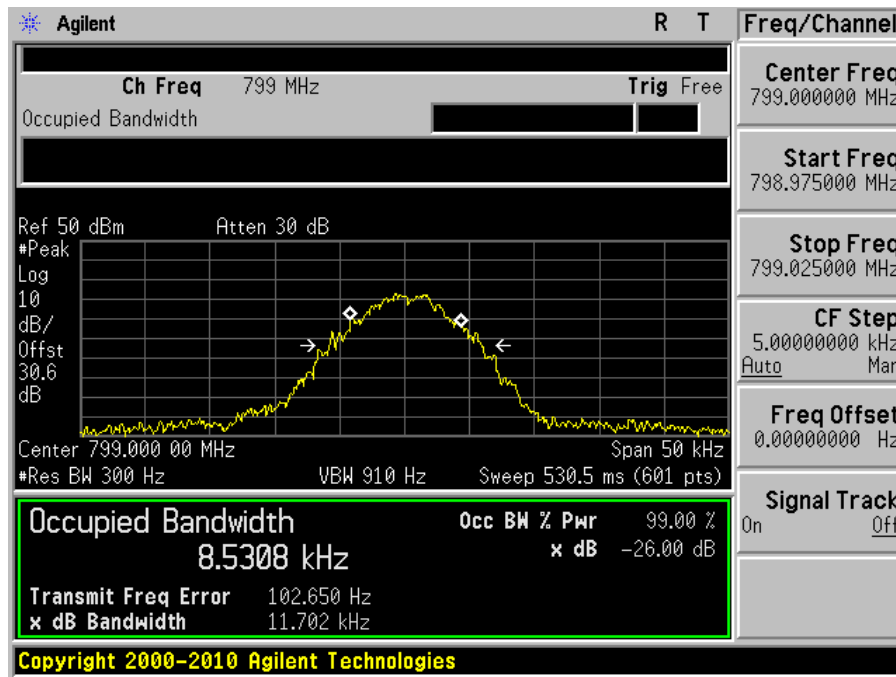 Agilent R T
Freq/Channel
Ch Freq 799 MHz Trig Free
Occupied Bandwidth
Center Freq
799.000000 MHz
Start Freq
798.975000 MHz
Stop Freq
799.025000 MHz
CF Step
5.00000000 kHz
Auto Man
Freq Offset
0.00000000 Hz
Signal Track
On Off
Ref 50 dBm Atten 30 dB
#Peak
Log
10
dB/
Offst
30.6
dB
Center 799.000 00 MHz Span 50 kHz
#Res BW 300 Hz VBW 910 Hz Sweep 530.5 ms (601 pts)
Occupied Bandwidth
8.5308 kHz
Occ BW % Pwr 99.00 %
x dB -26.00 dB
Transmit Freq Error 102.650 Hz
x dB Bandwidth 11.702 kHz
Copyright 2000-2010 Agilent Technologies